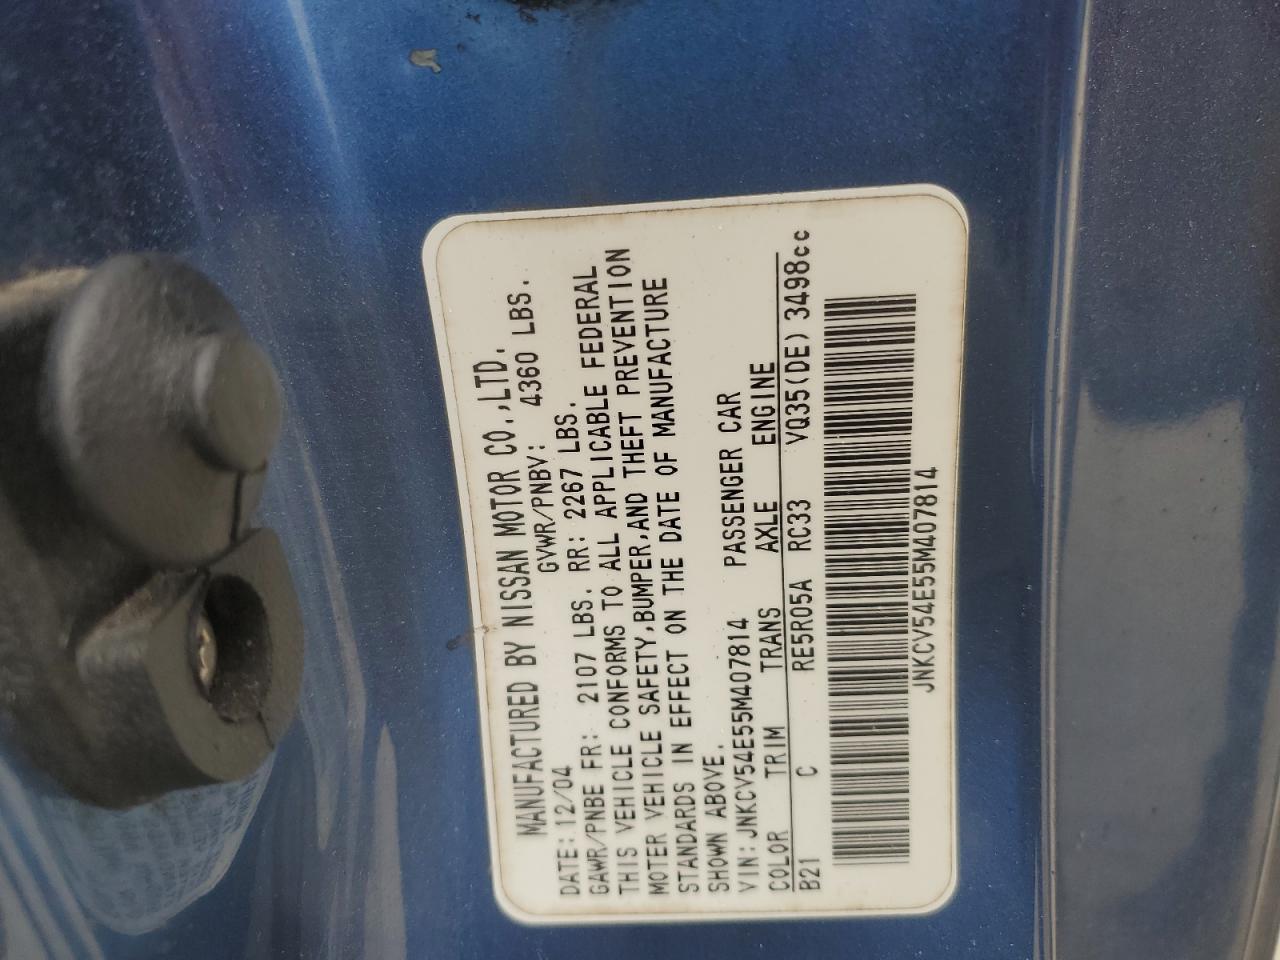 MANUFACTURED BY NISSAN MOTOR CO.,LTD.
DATE:12/04 GVWR/PNBV: 4360 LBS.
GAWR/PNBE FR: 2107 LBS. RR: 2267 LBS.
THIS VEHICLE CONFORMS TO ALL APPLICABLE FEDERAL
MOTER VEHICLE SAFETY,BUMPER,AND THEFT PREVENTION
STANDARDS IN EFFECT ON THE DATE OF MANUFACTURE
SHOWN ABOVE.
VIN:JNKCV54E55M407814 PASSENGER CAR
COLOR TRIM TRANS AXLE ENGINE
B21 C RE5R05A RC33 VQ35(DE) 3498cc
JNKCV54E55M407814